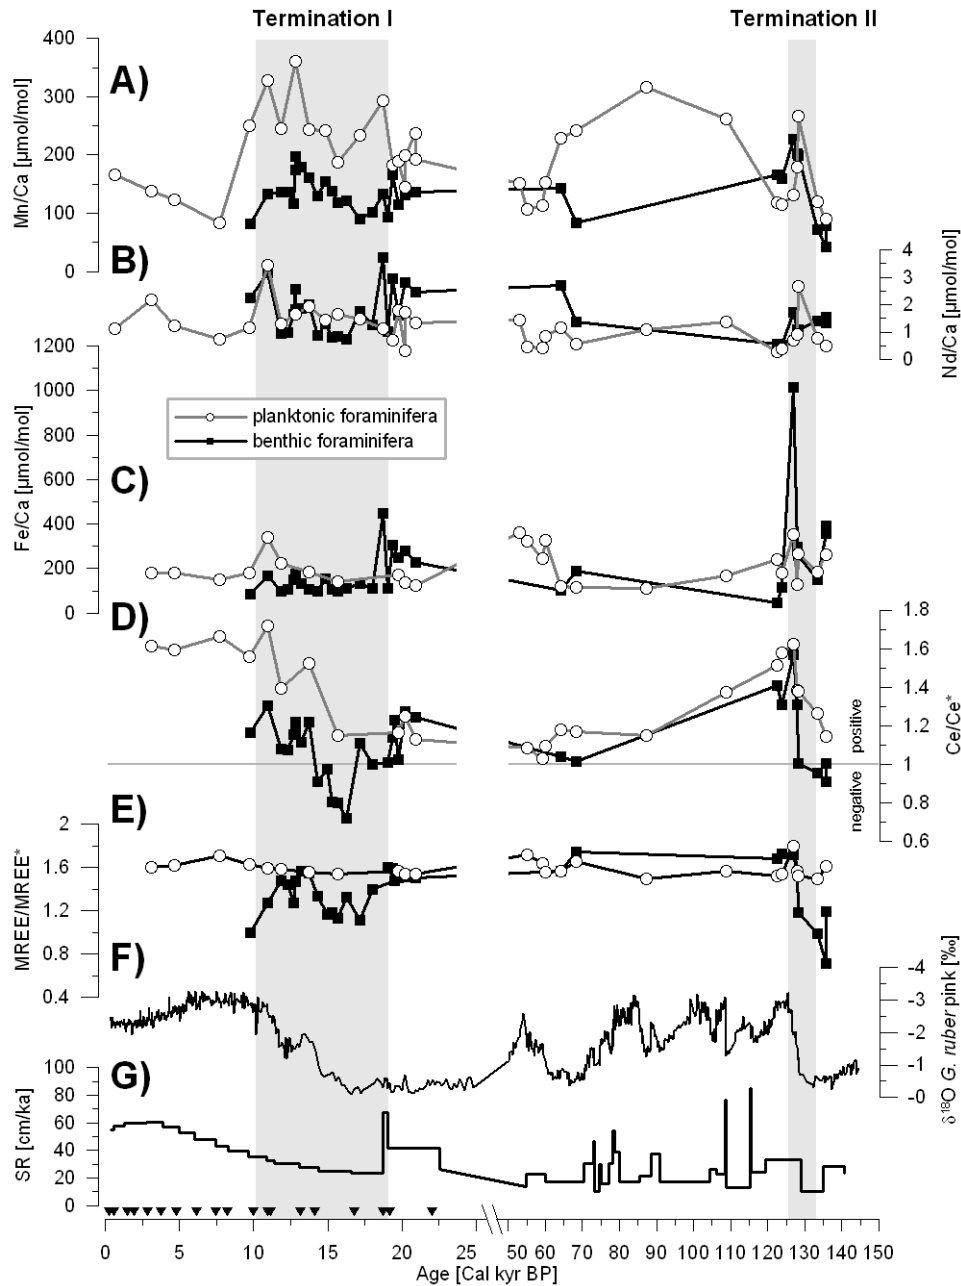 Termination I
Termination II
A)
400
300
200
100
0
Mn/Ca [µmol/mol]
B)
4
3
2
1
0
Nd/Ca [µmol/mol]
1200
1000
800
600
400
200
0
Fe/Ca [µmol/mol]
planktonic foraminifera
benthic foraminifera
C)
D)
1.8
1.6
1.4
1.2
1
0.8
0.6
Ce/Ce*
positive
negative
E)
2
1.6
1.2
0.8
0.4
MREE/MREE*
F)
-4
-3
-2
-1
-0
δ18O G. ruber pink [‰]
G)
100
80
60
40
20
0
SR [cm/ka]
0 5 10 15 20 25 50 60 70 80 90 100 110 120 130 140 150
Age [Cal kyr BP]